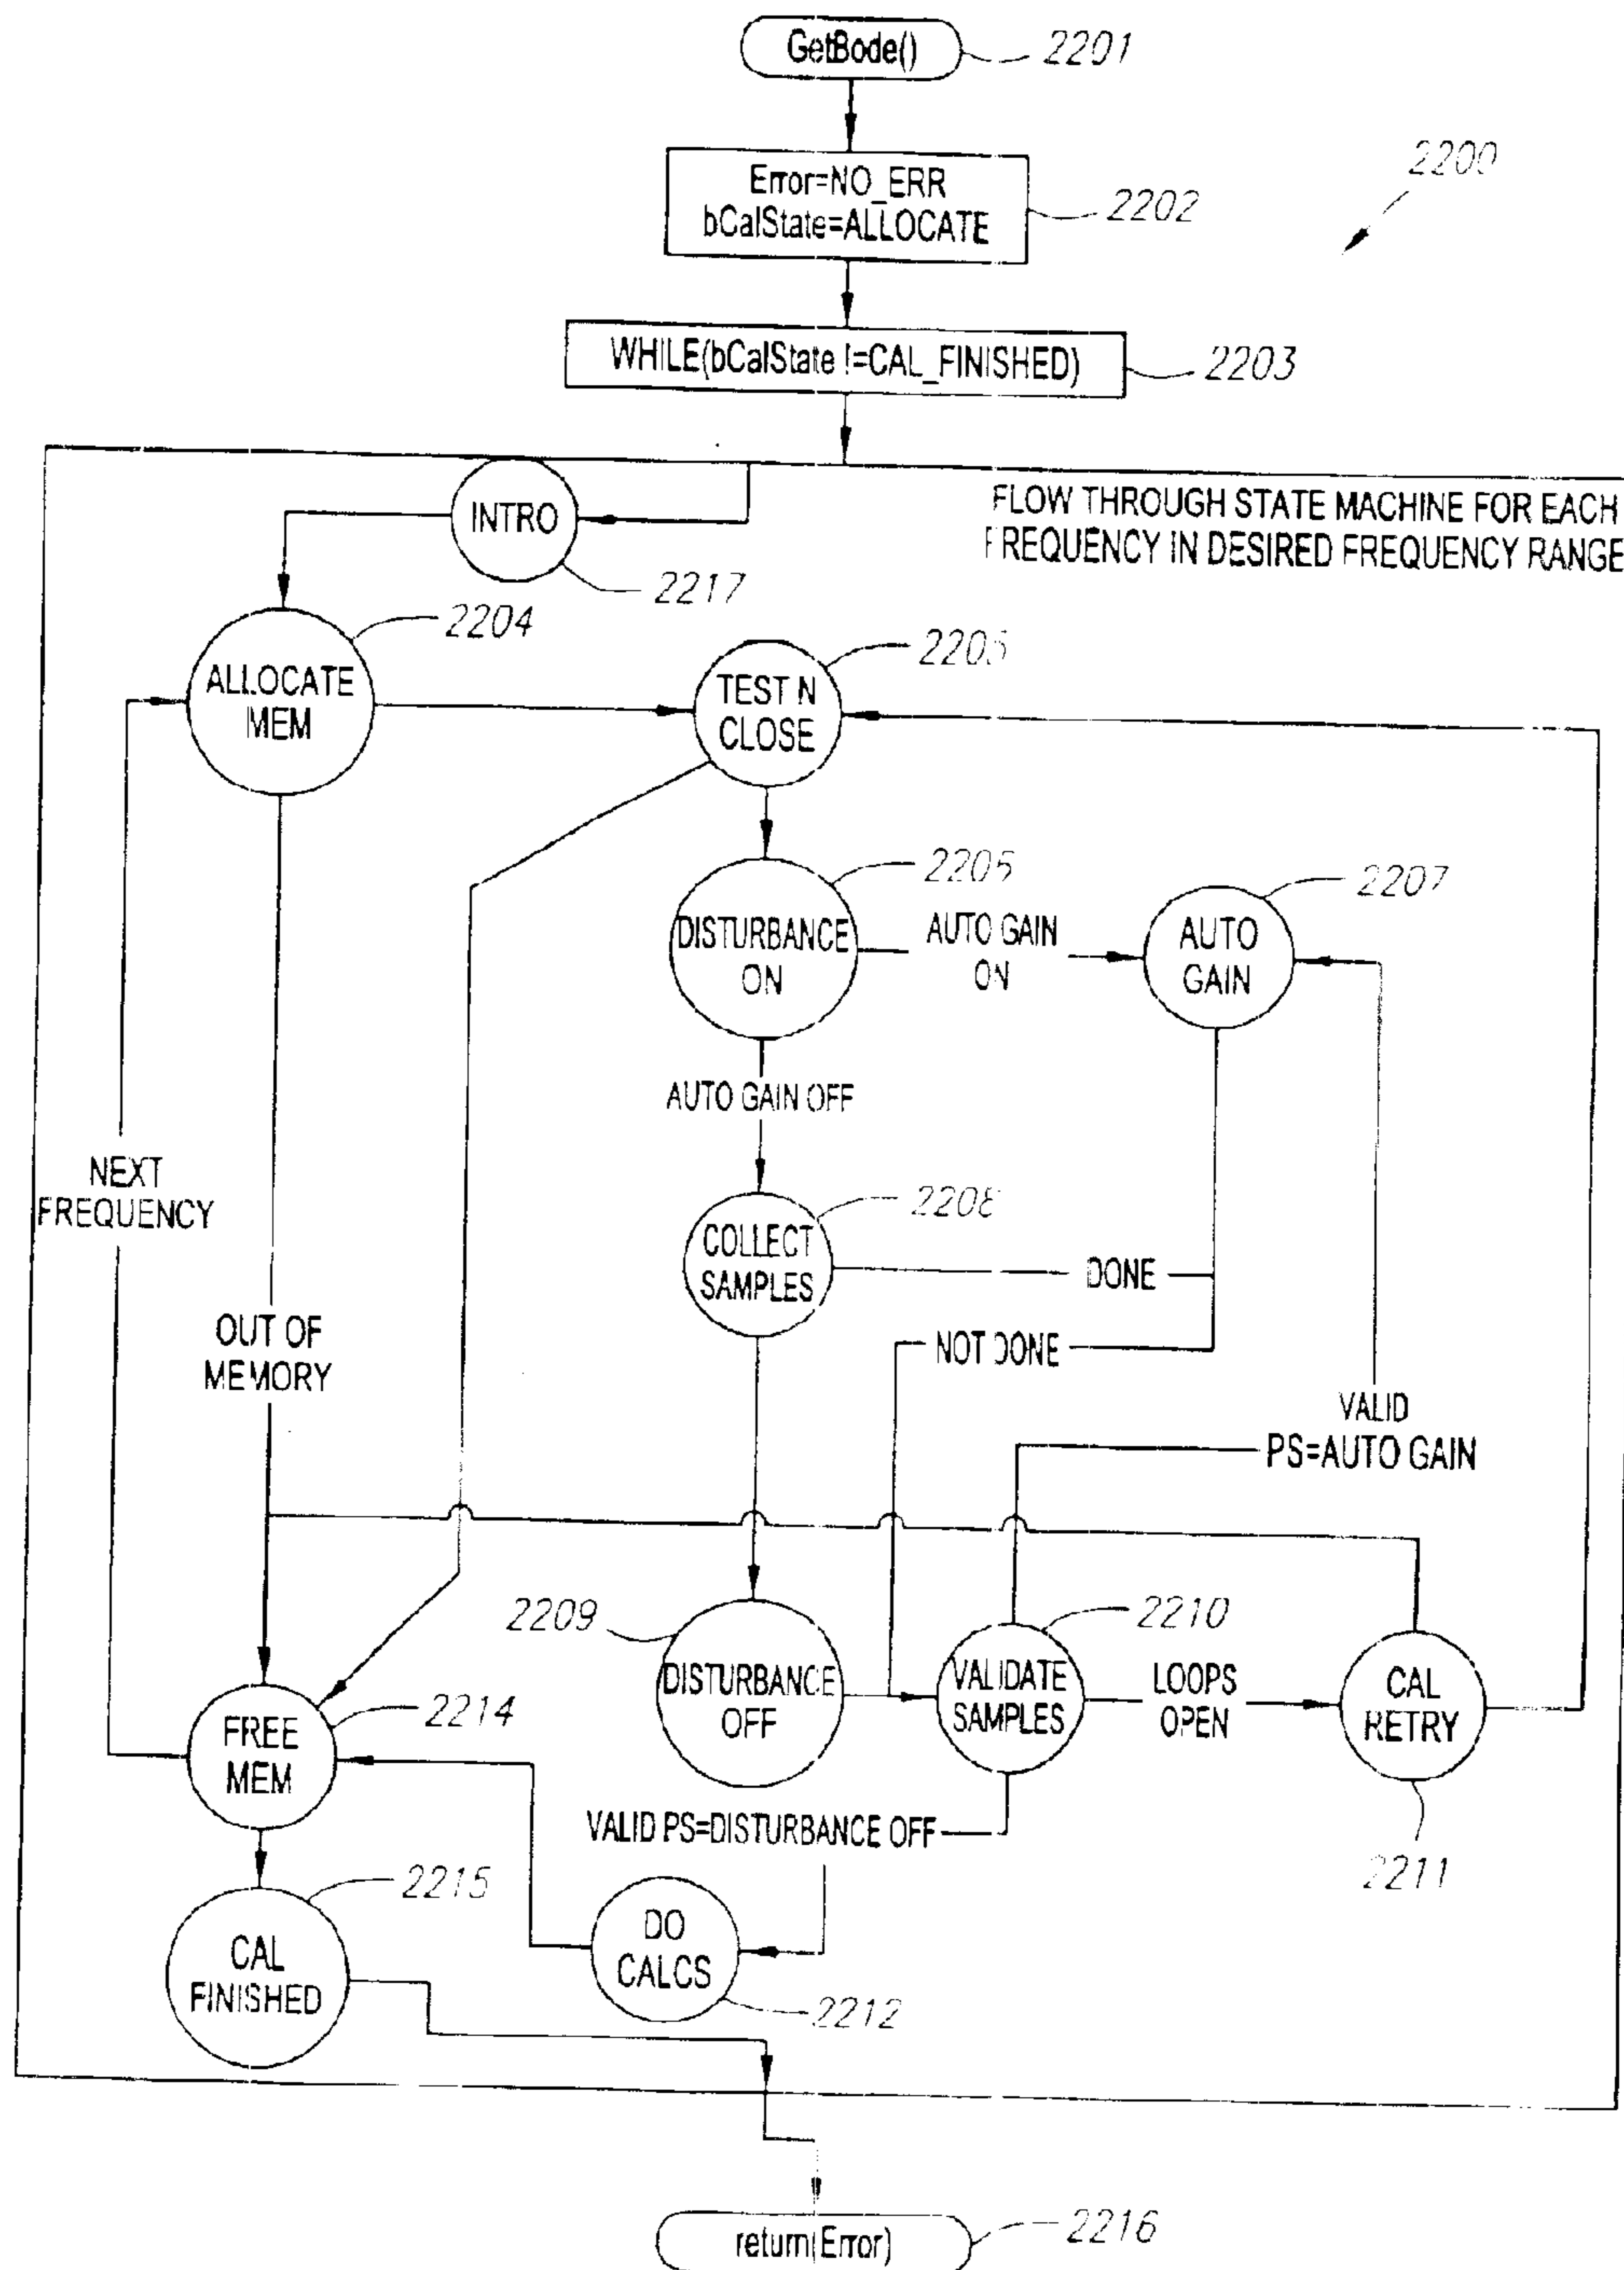 GetBode()
2201
Error=NO_ERR
bCalState=ALLOCATE
2202
2200
WHILE(bCalState !=CAL_FINISHED)
2203
FLOW THROUGH STATE MACHINE FOR EACH
FREQUENCY IN DESIRED FREQUENCY RANGE
INTRO
2217
2204
ALLOCATE
MEM
TEST N
CLOSE
DISTURBANCE
ON
AUTO GAIN
ON
2207
AUTO
GAIN
AUTO GAIN OFF
NEXT
FREQUENCY
2208
COLLECT
SAMPLES
DONE
OUT OF
MEMORY
NOT DONE
VALID
PS=AUTO GAIN
2209
DISTURBANCE
OFF
2210
VALIDATE
SAMPLES
LOOPS
OPEN
CAL
RETRY
2211
2214
FREE
MEM
VALID PS=DISTURBANCE OFF
2215
CAL
FINISHED
DO
CALCS
2212
return(Error)
2216